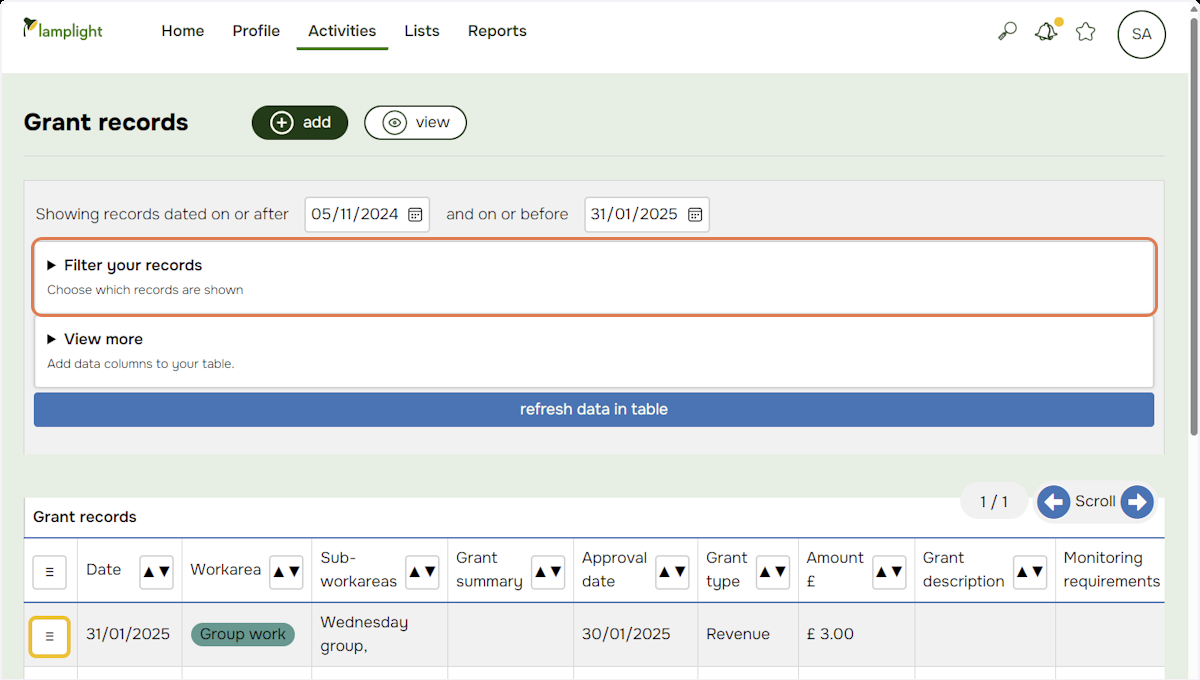 lamplight Home Profile Activities Lists Reports SA
Grant records add view
Showing records dated on or after 05/11/2024 and on or before 31/01/2025
Filter your records
Choose which records are shown
View more
Add data columns to your table.
refresh data in table
1 / 1 Scroll
Grant records
Date Workarea Sub-workareas Grant summary Approval date Grant type Amount £ Grant description Monitoring requirements
31/01/2025 Group work Wednesday group, 30/01/2025 Revenue £ 3.00